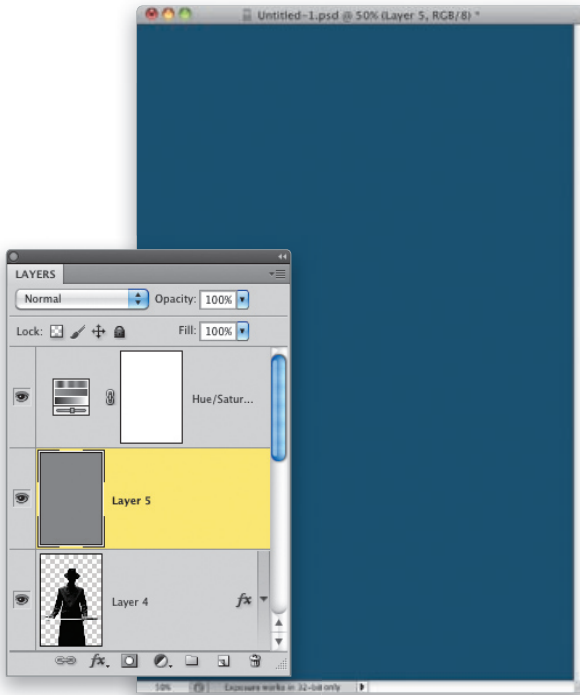 Untitled-1.psd @ 50% (Layer 5, RGB/8) *
LAYERS
Normal Opacity: 100%
Lock: Fill: 100%
Hue/Satur...
Layer 5
Layer 4 fx
fx.
50% Exposure works in 32-bit only